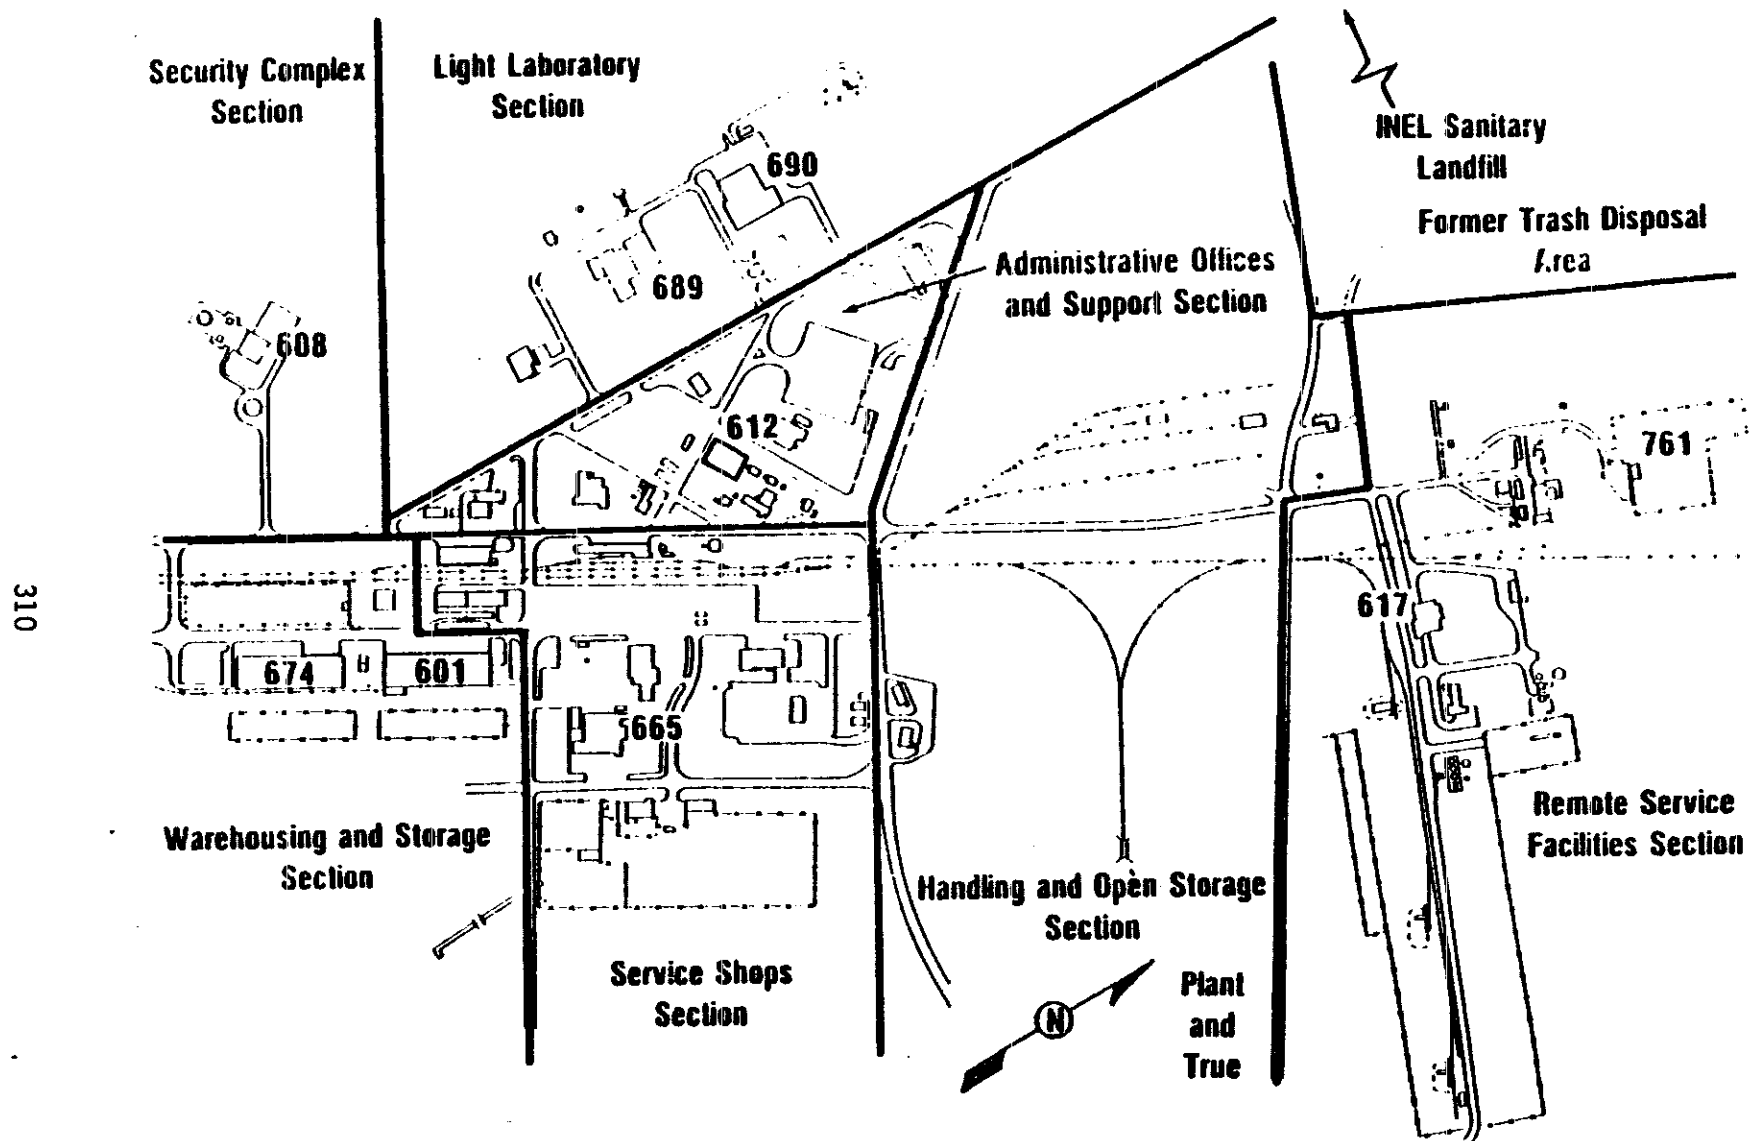 Security Complex
Section
Light Laboratory
Section
INEL Sanitary
Landfill
Former Trash Disposal
Area
690
689
Administrative Offices
and Support Section
608
612
761
617
310
674
601
665
Warehousing and Storage
Section
Remote Service
Facilities Section
Handling and Open Storage
Section
Service Shops
Section
N
Plant
and
True